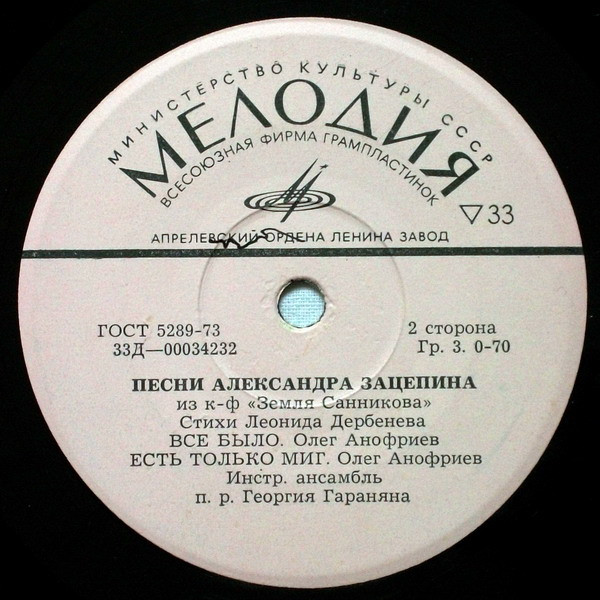 МИНИСТЕРСТВО КУЛЬТУРЫ СССР
МЕЛОДИЯ
ВСЕСОЮЗНАЯ ФИРМА ГРАМПЛАСТИНОК
▽33
АПРЕЛЕВСКИЙ ОРДЕНА ЛЕНИНА ЗАВОД
ГОСТ 5289-73
2 сторона
33Д—00034232
Гр. 3. 0-70
ПЕСНИ АЛЕКСАНДРА ЗАЦЕПИНА
из к-ф «Земля Санникова»
Стихи Леонида Дербенева
ВСЕ БЫЛО. Олег Анофриев
ЕСТЬ ТОЛЬКО МИГ. Олег Анофриев
Инстр. ансамбль
п. р. Георгия Гараняна